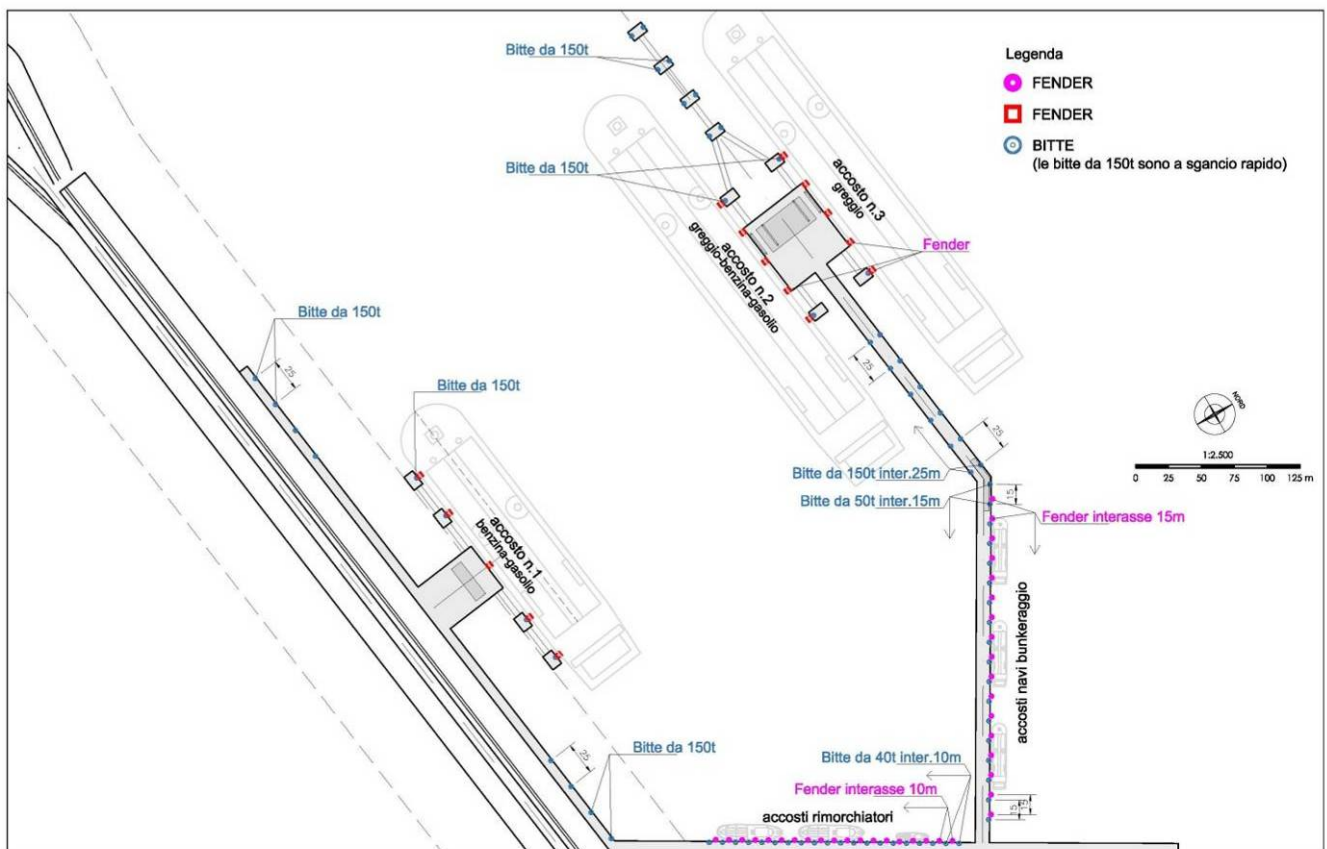 Bitte da 150t
Legenda
FENDER
FENDER
BITTE
(le bitte da 150t sono a sgancio rapido)
Bitte da 150t
accosto n.3
greggio
Fender
accosto n.2
greggio-benzina-gasolio
Bitte da 150t
25
25
Bitte da 150t
NORD
25
1:2.500
0 25 50 75 100 125 m
Bitte da 150t inter.25m
15
Bitte da 50t inter.15m
Fender interasse 15m
accosto n.1
benzina-gasolio
accosti navi bunkeraggio
Bitte da 150t
25
Bitte da 40t inter.10m
Fender interasse 10m
15
15
accosti rimorchiatori